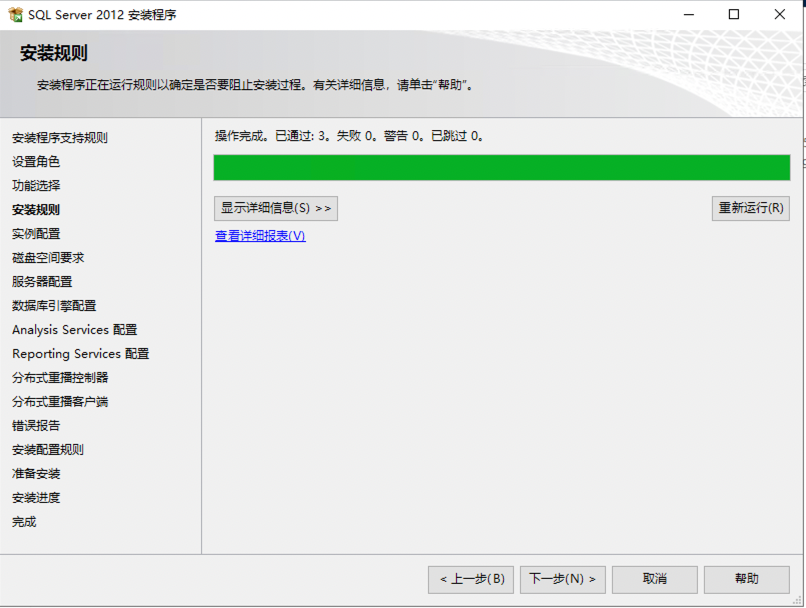 SQL Server 2012 安装程序
安装规则
安装程序正在运行规则以确定是否要阻止安装过程。有关详细信息，请单击"帮助"。
安装程序支持规则
设置角色
功能选择
安装规则
实例配置
磁盘空间要求
服务器配置
数据库引擎配置
Analysis Services 配置
Reporting Services 配置
分布式重播控制器
分布式重播客户端
错误报告
安装配置规则
准备安装
安装进度
完成
操作完成。已通过: 3。失败 0。警告 0。已跳过 0。
显示详细信息(S) >>
重新运行(R)
查看详细报表(V)
< 上一步(B)
下一步(N) >
取消
帮助